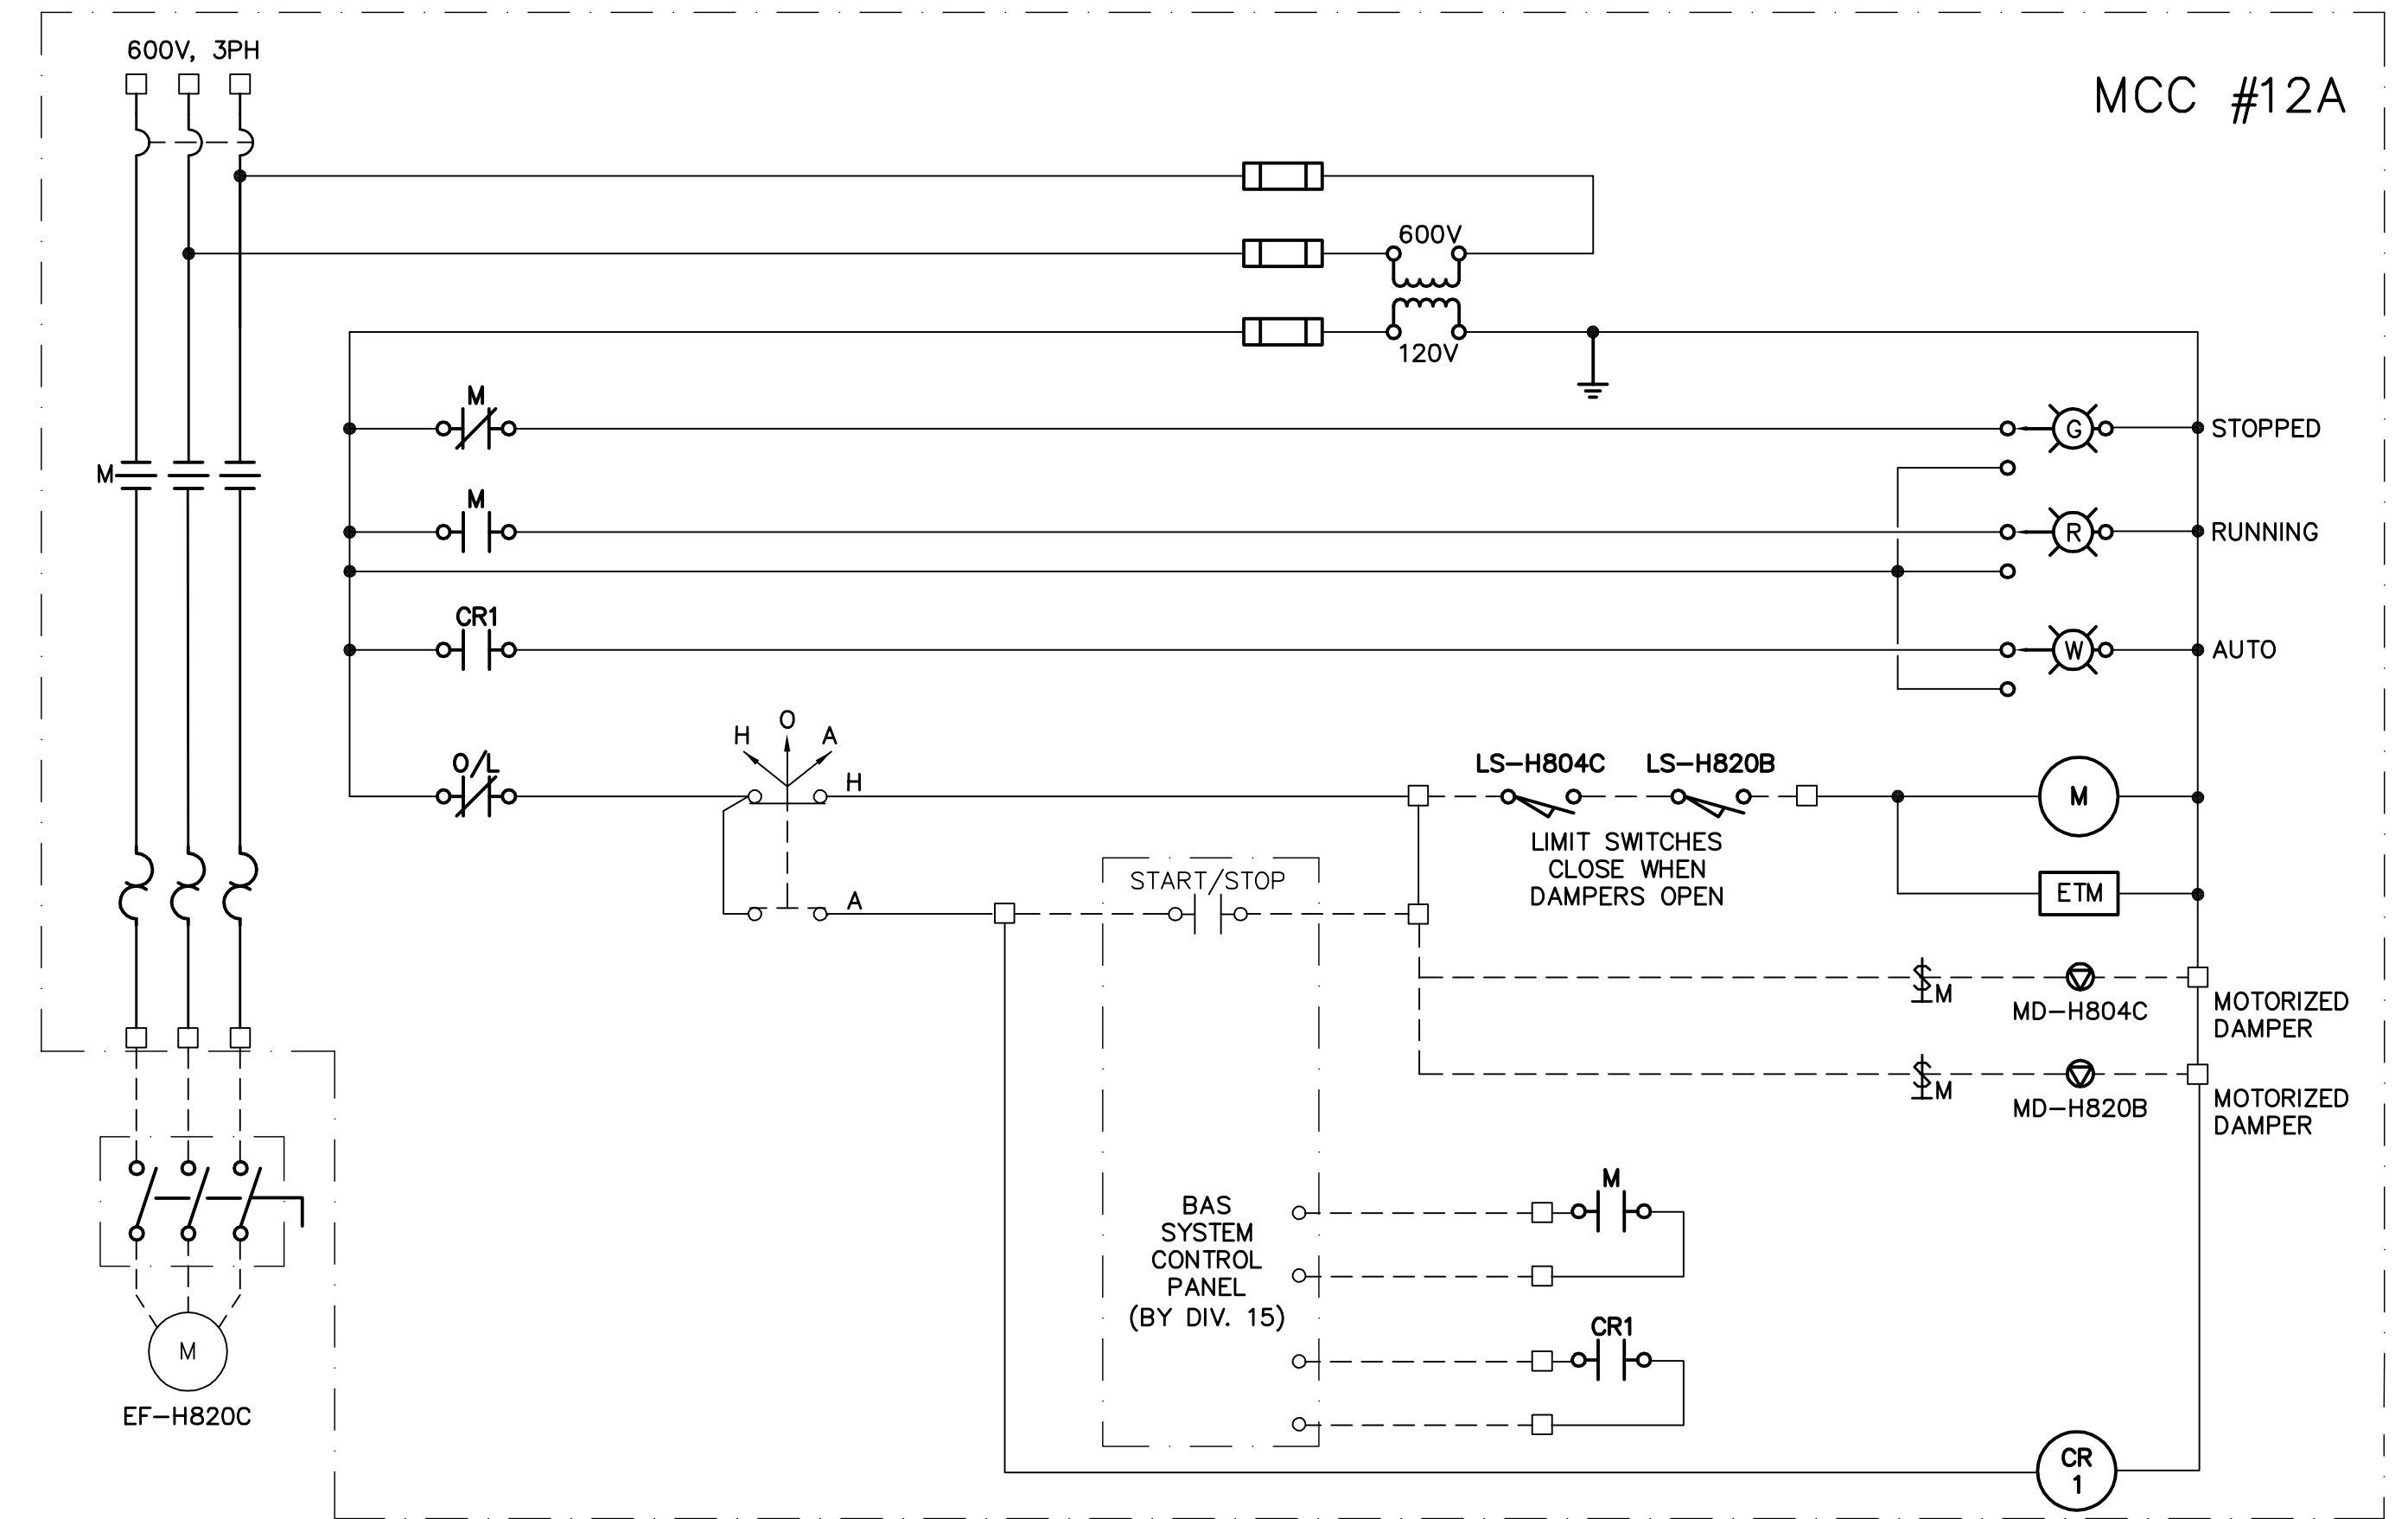 600V, 3PH
MCC #12A
600V
120V
M
G
STOPPED
M
M
R
RUNNING
CR1
W
AUTO
H
O
A
O/L
H
LS-H804C
LS-H820B
M
LIMIT SWITCHES
CLOSE WHEN
DAMPERS OPEN
START/STOP
A
ETM
M
MD-H804C
MOTORIZED
DAMPER
M
MD-H820B
MOTORIZED
DAMPER
BAS
SYSTEM
CONTROL
PANEL
(BY DIV. 15)
M
CR1
M
EF-H820C
CR
1